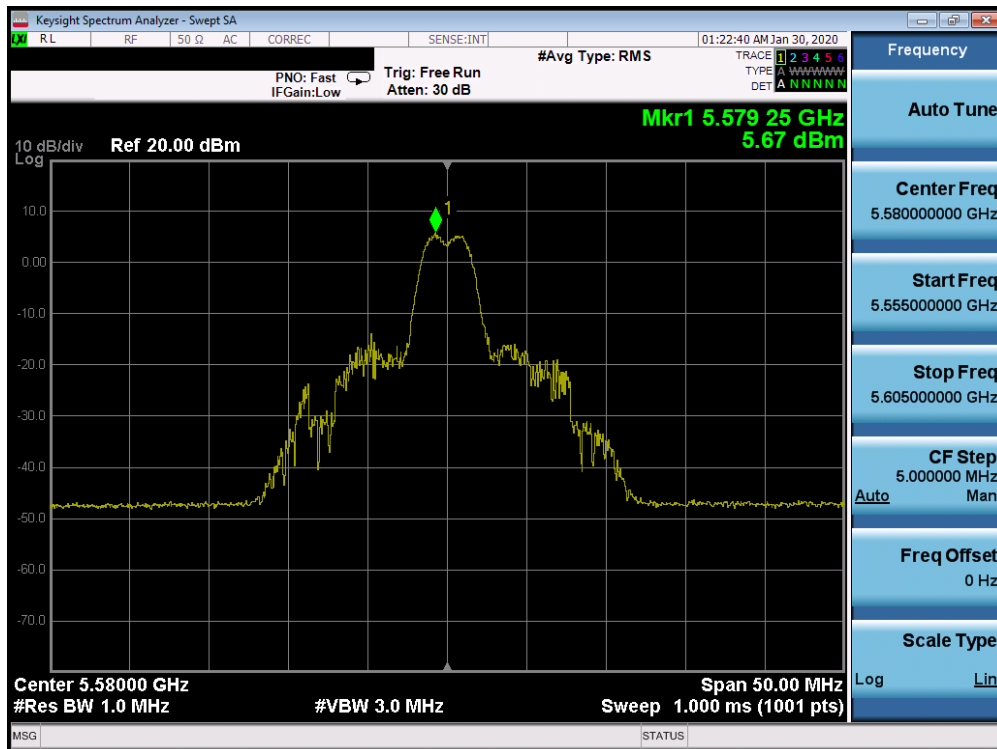 Keysight Spectrum Analyzer - Swept SA
LXI RL RF 50 Ω AC CORREC SENSE:INT 01:22:40 AM Jan 30, 2020
#Avg Type: RMS
TRACE 1 2 3 4 5 6
PNO: Fast Trig: Free Run TYPE A WWWWW
IFGain:Low Atten: 30 dB DET A N N N N N
Mkr1 5.579 25 GHz
5.67 dBm
10 dB/div Ref 20.00 dBm
Log
1
10.0
0.00
-10.0
-20.0
-30.0
-40.0
-50.0
-60.0
-70.0
Center 5.58000 GHz Span 50.00 MHz
#Res BW 1.0 MHz #VBW 3.0 MHz Sweep 1.000 ms (1001 pts)
MSG STATUS
Frequency
Auto Tune
Center Freq
5.580000000 GHz
Start Freq
5.555000000 GHz
Stop Freq
5.605000000 GHz
CF Step
5.000000 MHz
Auto Man
Freq Offset
0 Hz
Scale Type
Log Lin